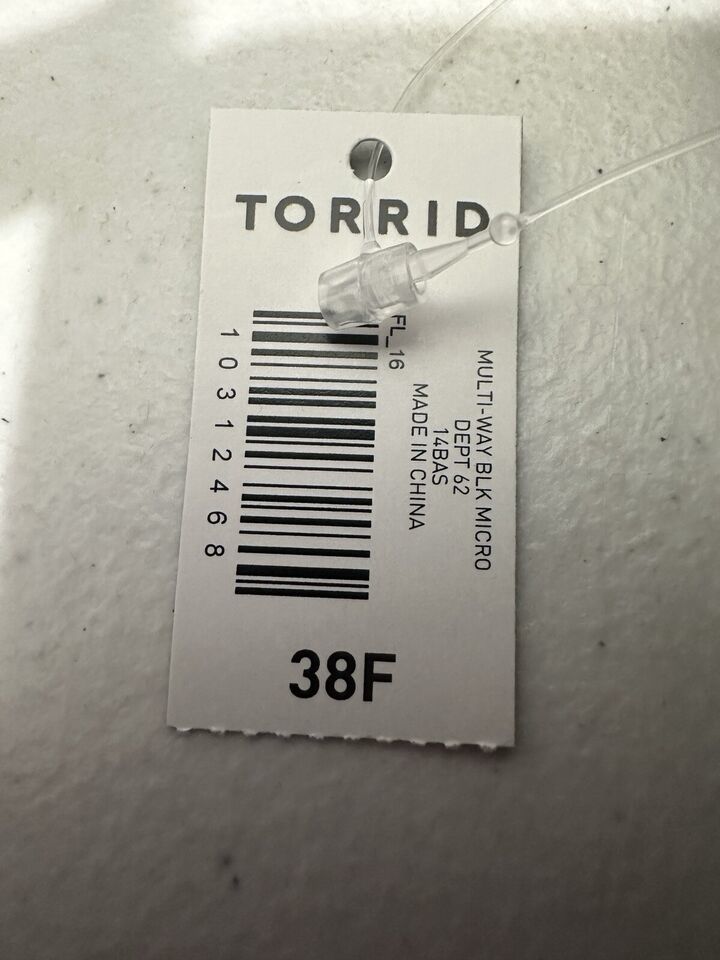 TORRID
MULTI-WAY BLK MICRO
DEPT 62
14BAS
MADE IN CHINA
FL_16
10312468
38F